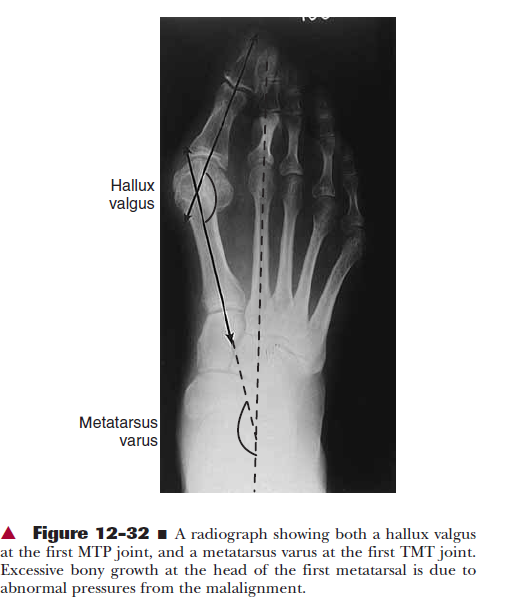 Hallux
valgus
Metatarsus
varus
▲ Figure 12–32 ■ A radiograph showing both a hallux valgus
at the first MTP joint, and a metatarsus varus at the first TMT joint.
Excessive bony growth at the head of the first metatarsal is due to
abnormal pressures from the malalignment.